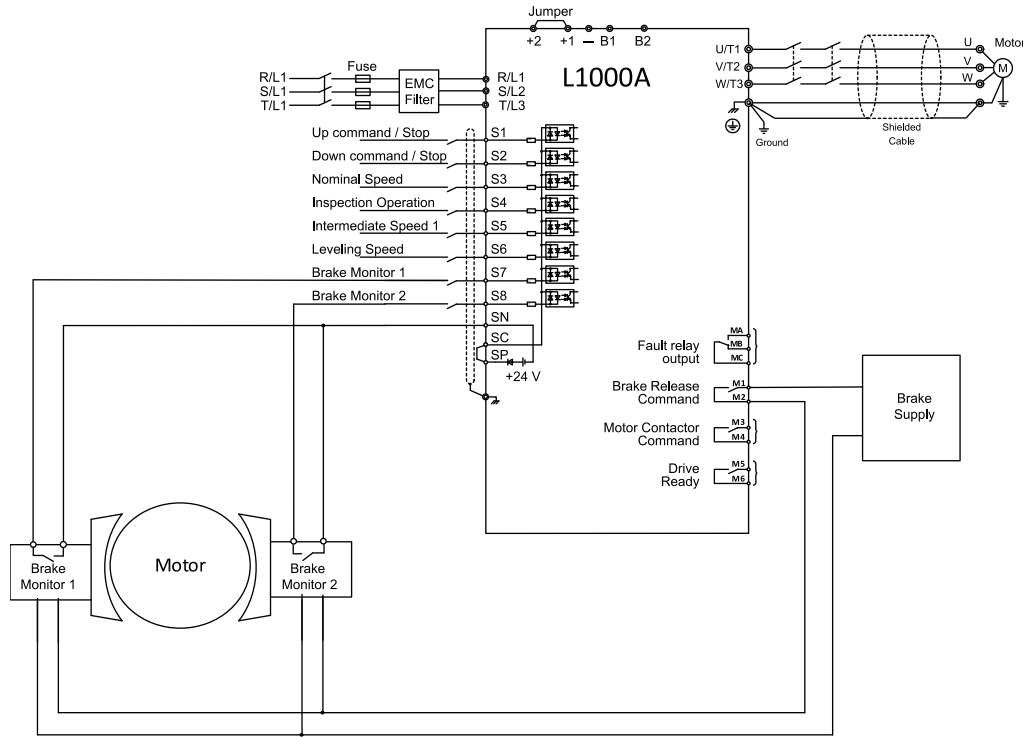 Jumper
+2 +1 – B1 B2
L1000A
Fuse
R/L1
S/L1
T/L1
EMC
Filter
R/L1
S/L2
T/L3
U/T1
V/T2
W/T3
U
V
W
Motor
M
Ground
Shielded
Cable
Up command / Stop S1
Down command / Stop S2
Nominal Speed S3
Inspection Operation S4
Intermediate Speed 1 S5
Leveling Speed S6
Brake Monitor 1 S7
Brake Monitor 2 S8
SN
SC
SP
+24 V
Fault relay
output
MA
MB
MC
Brake Release
Command
M1
M2
Motor Contactor
Command
M3
M4
Drive
Ready
M5
M6
Brake
Supply
Brake
Monitor 1
Motor
Brake
Monitor 2